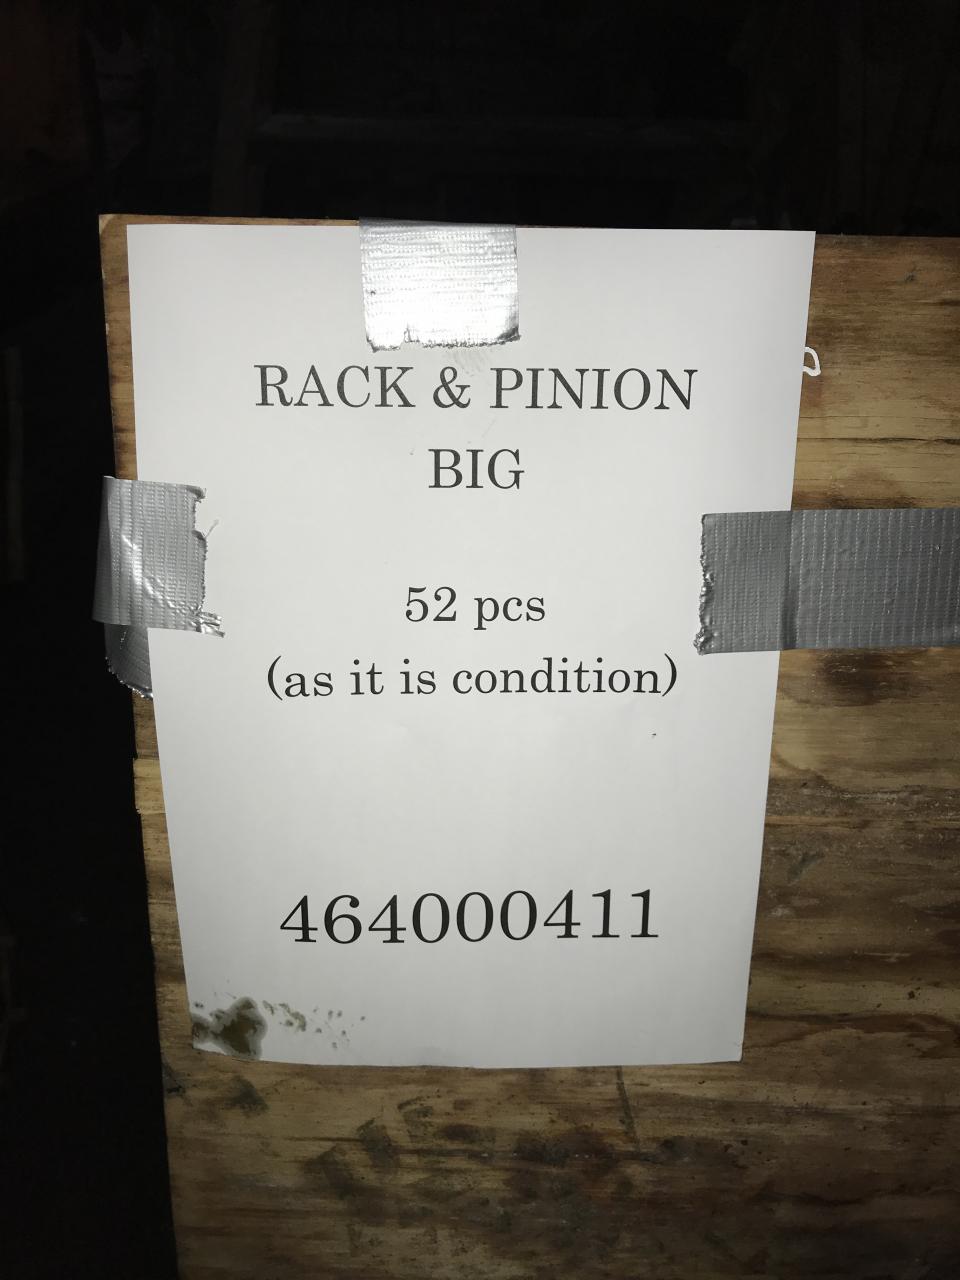 RACK & PINION
BIG
52 pcs
(as it is condition)
464000411